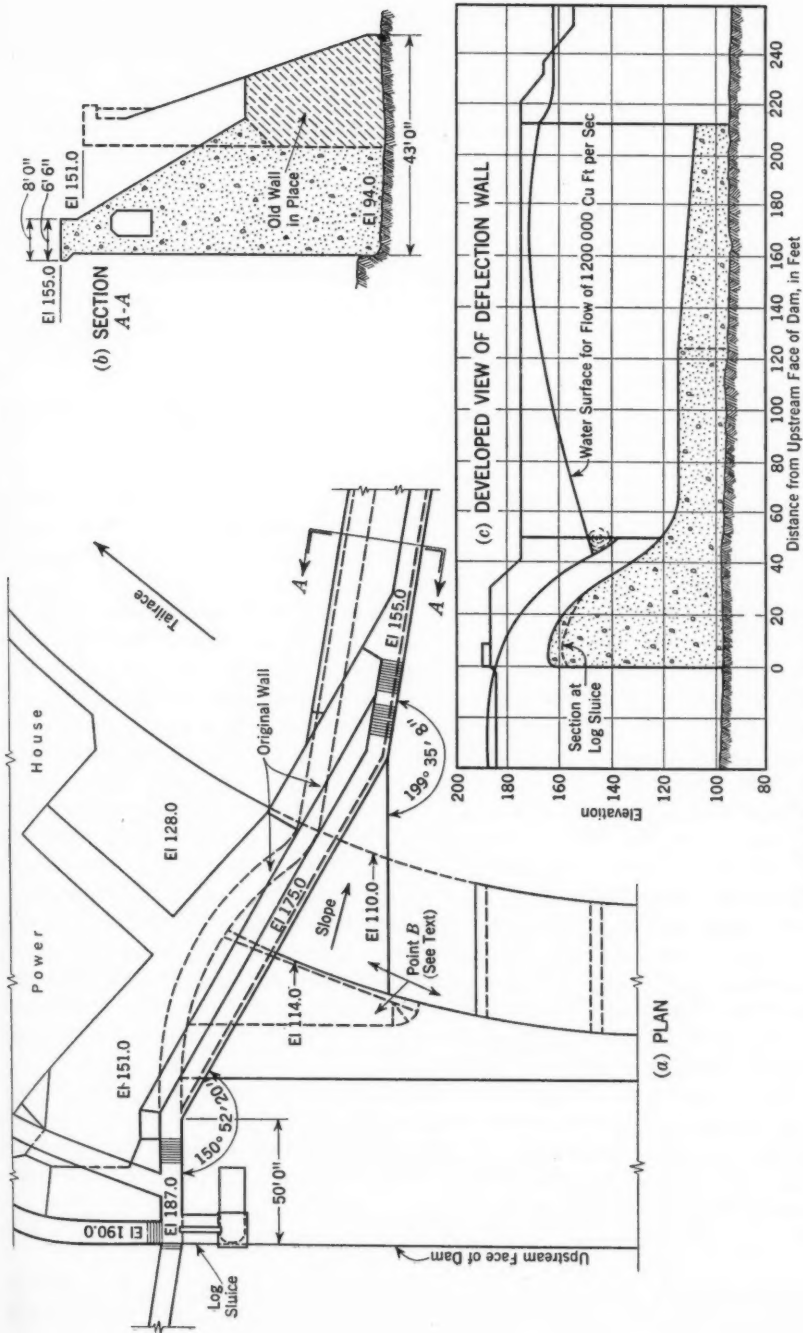 House
Power
Tailrace
El 151.0
El 128.0
El 190.0
El 187.0
Log
Sluice
150° 52' 20"
50' 0"
Upstream Face of Dam
El 175.0
Original Wall
El 114.0
Slope
El 110.0
Point B
(See Text)
199° 35' 8"
El 155.0
A
A
(a) PLAN
8' 0"
6' 6"
El 155.0
El 151.0
Old Wall
in Place
El 94.0
43' 0"
(b) SECTION
A-A
(c) DEVELOPED VIEW OF DEFLECTION WALL
Water Surface for Flow of 1 200 000 Cu Ft per Sec
Section at
Log Sluice
Elevation
200
180
160
140
120
100
80
0
20
40
60
80
100
120
140
160
180
200
220
240
Distance from Upstream Face of Dam, in Feet